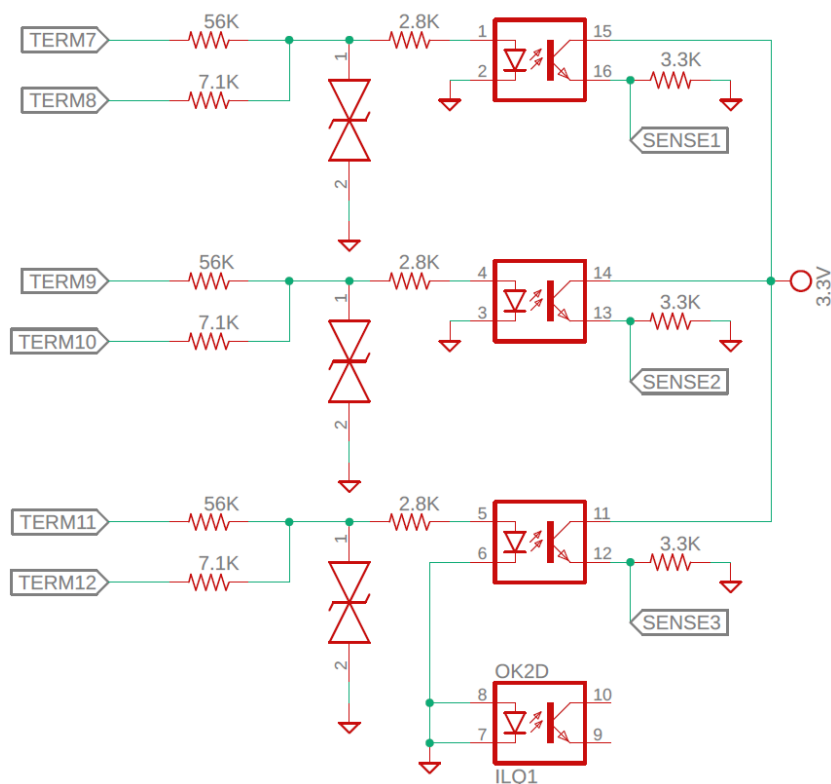 56K
2.8K
TERM7
1
15
3.3K
1
7.1K
2
16
TERM8
SENSE1
2
56K
2.8K
TERM9
4
14
3.3V
3.3K
1
7.1K
3
13
TERM10
SENSE2
2
56K
2.8K
TERM11
5
11
3.3K
1
7.1K
6
12
TERM12
SENSE3
2
OK2D
8
10
7
9
ILQ1